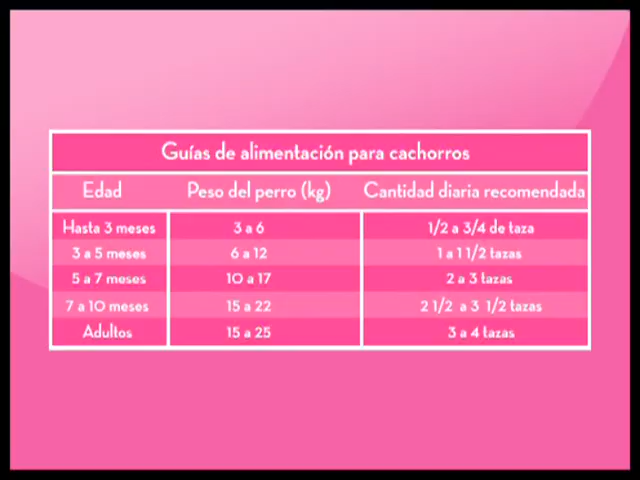 Guías de alimentación para cachorros
Edad Peso del perro (kg) Cantidad diaria recomendada
Hasta 3 meses 3 a 6 1/2 a 3/4 de taza
3 a 5 meses 6 a 12 1 a 1 1/2 tazas
5 a 7 meses 10 a 17 2 a 3 tazas
7 a 10 meses 15 a 22 2 1/2 a 3 1/2 tazas
Adultos 15 a 25 3 a 4 tazas